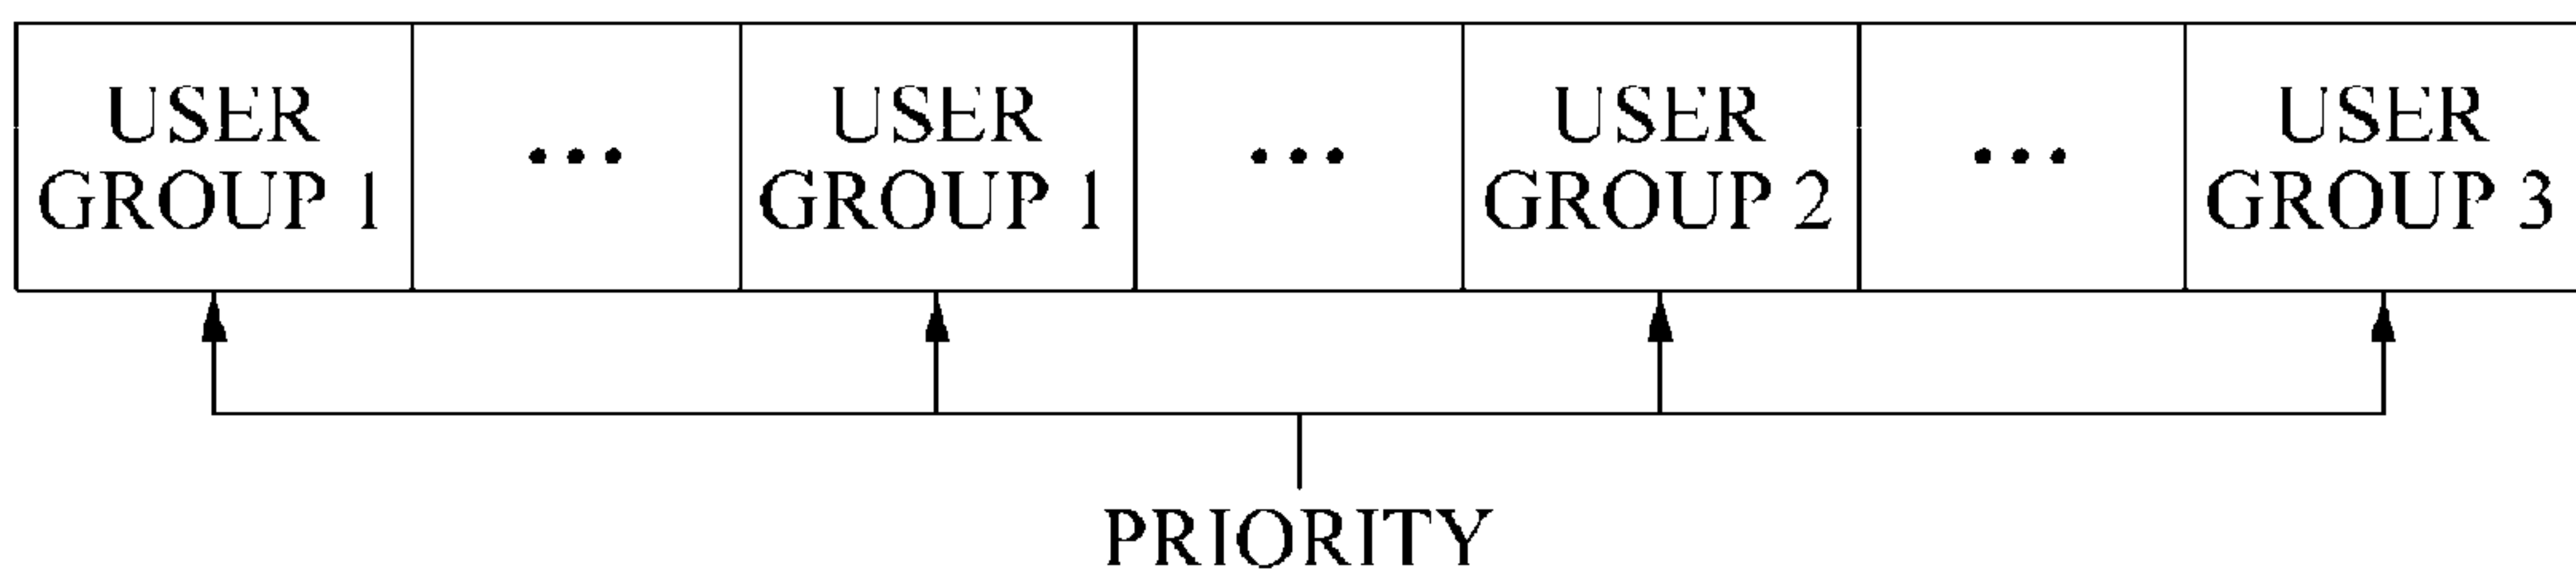 USER
GROUP 1
...
USER
GROUP 1
...
USER
GROUP 2
...
USER
GROUP 3
PRIORITY